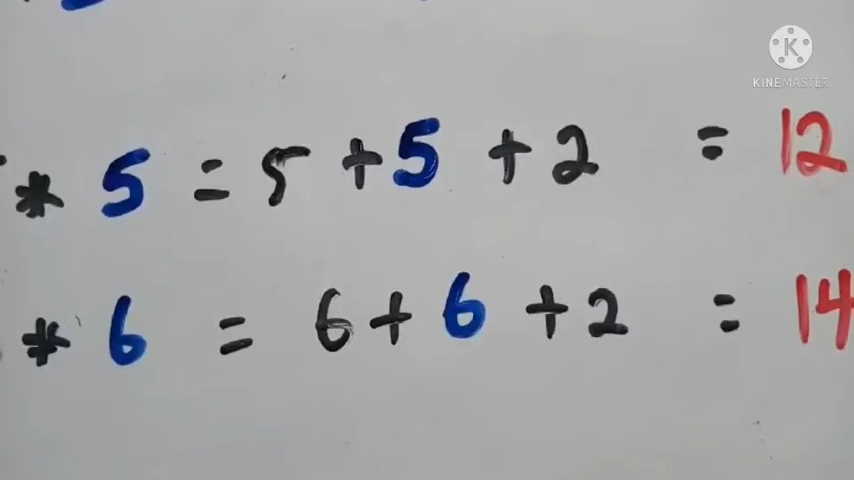 KINEMASTER
* 5 = 5 + 5 + 2 = 12
* 6 = 6 + 6 + 2 = 14